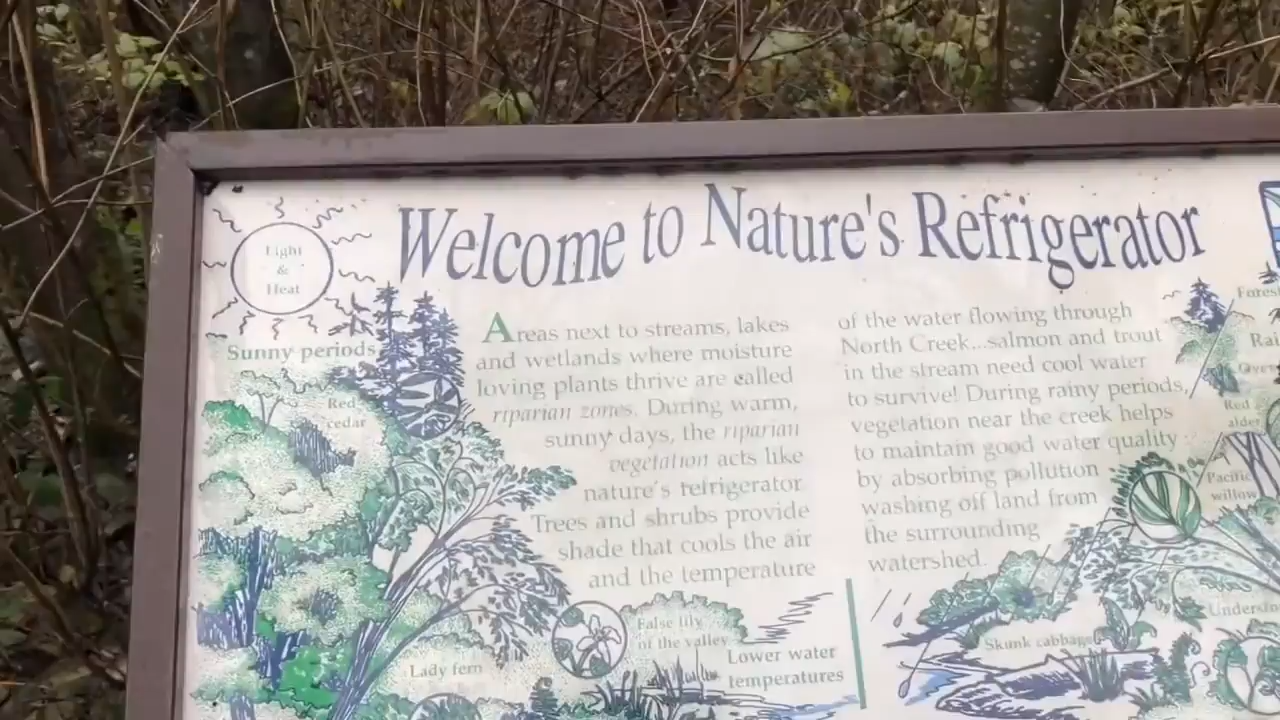 Welcome to Nature's Refrigerator
Light
&
Heat
Sunny periods
Red
cedar
Areas next to streams, lakes
and wetlands where moisture
loving plants thrive are called
riparian zones. During warm,
sunny days, the riparian
vegetation acts like
nature's refrigerator
Trees and shrubs provide
shade that cools the air
and the temperature
of the water flowing through
North Creek...salmon and trout
in the stream need cool water
to survive! During rainy periods,
vegetation near the creek helps
to maintain good water quality
by absorbing pollution
washing off land from
the surrounding
watershed.
Red
alder
Pacific
willow
False lily
of the valley
Lady fern
Lower water
temperatures
Skunk cabbage